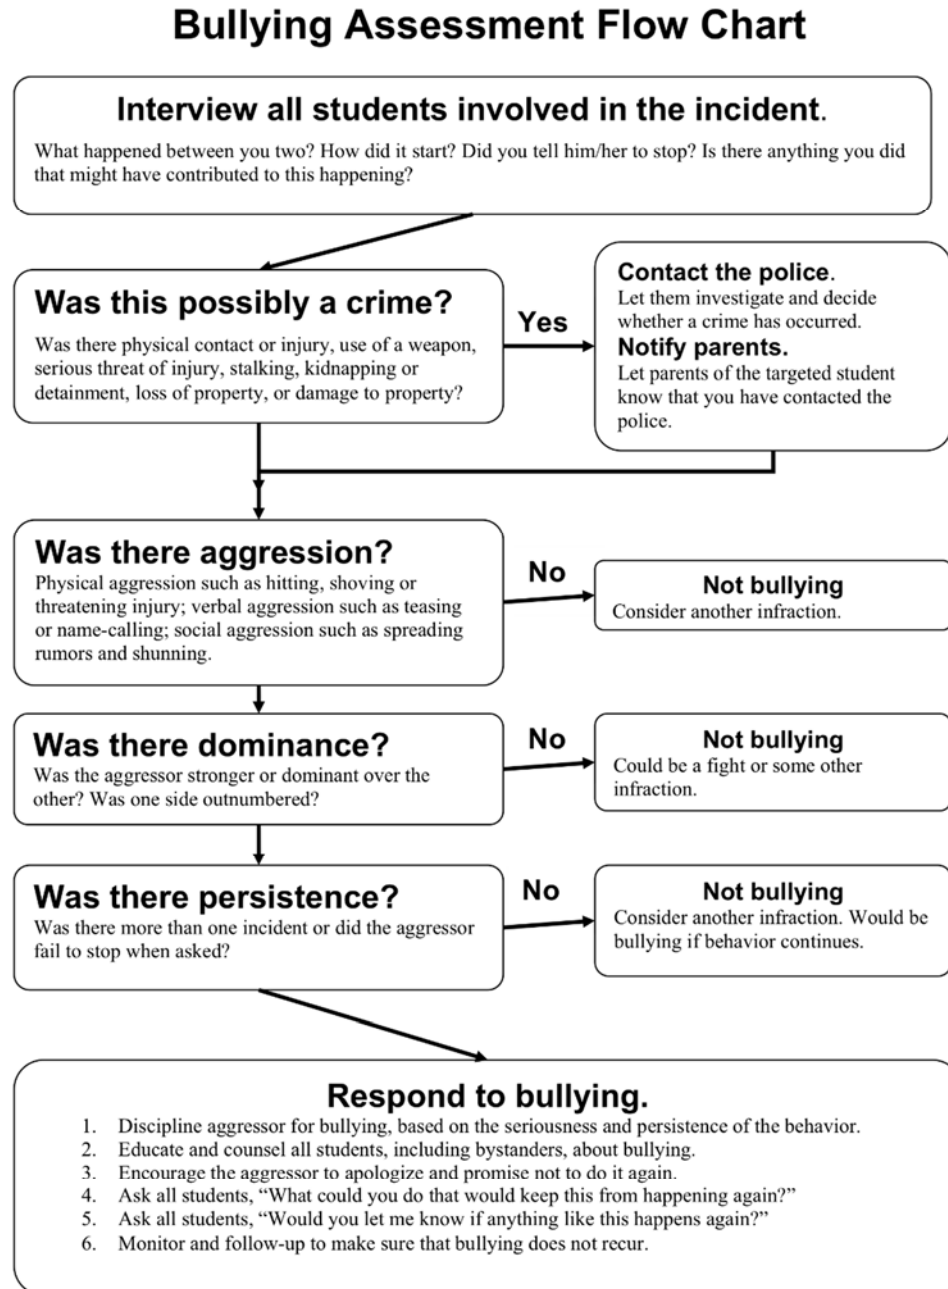 Bullying Assessment Flow Chart
Interview all students involved in the incident.
What happened between you two? How did it start? Did you tell him/her to stop? Is there anything you did
that might have contributed to this happening?
Was this possibly a crime?
Was there physical contact or injury, use of a weapon,
serious threat of injury, stalking, kidnapping or
detainment, loss of property, or damage to property?
Yes
Contact the police.
Let them investigate and decide
whether a crime has occurred.
Notify parents.
Let parents of the targeted student
know that you have contacted the
police.
Was there aggression?
Physical aggression such as hitting, shoving or
threatening injury; verbal aggression such as teasing
or name-calling; social aggression such as spreading
rumors and shunning.
No
Not bullying
Consider another infraction.
Was there dominance?
Was the aggressor stronger or dominant over the
other? Was one side outnumbered?
No
Not bullying
Could be a fight or some other
infraction.
Was there persistence?
Was there more than one incident or did the aggressor
fail to stop when asked?
No
Not bullying
Consider another infraction. Would be
bullying if behavior continues.
Respond to bullying.
1. Discipline aggressor for bullying, based on the seriousness and persistence of the behavior.
2. Educate and counsel all students, including bystanders, about bullying.
3. Encourage the aggressor to apologize and promise not to do it again.
4. Ask all students, “What could you do that would keep this from happening again?”
5. Ask all students, “Would you let me know if anything like this happens again?”
6. Monitor and follow-up to make sure that bullying does not recur.